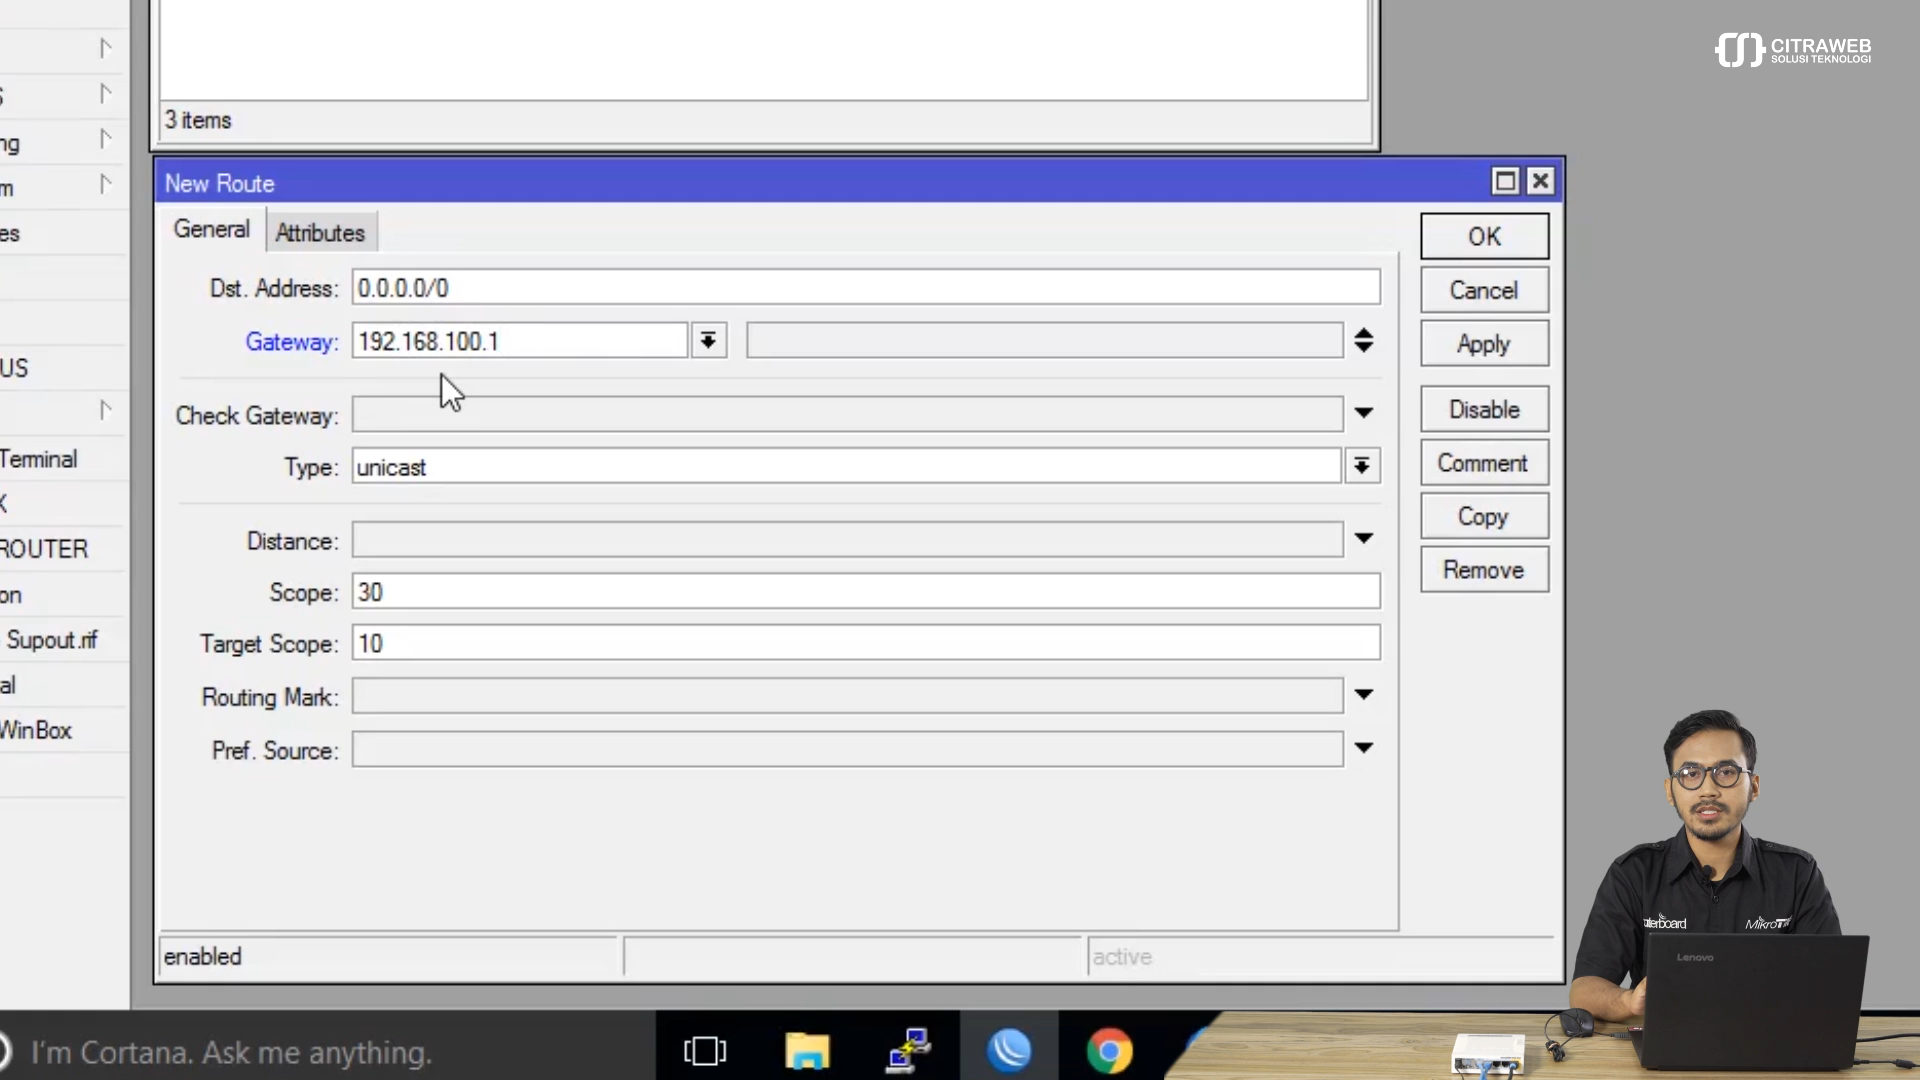 CITRAWEB
SOLUSI TEKNOLOGI
S
ng
m
es
US
Terminal
X
ROUTER
on
Supout.rif
al
WinBox
3 items
New Route
General
Attributes
Dst. Address: 0.0.0.0/0
Gateway: 192.168.100.1
Check Gateway:
Type: unicast
Distance:
Scope: 30
Target Scope: 10
Routing Mark:
Pref. Source:
OK
Cancel
Apply
Disable
Comment
Copy
Remove
enabled
active
I'm Cortana. Ask me anything.
Lenovo